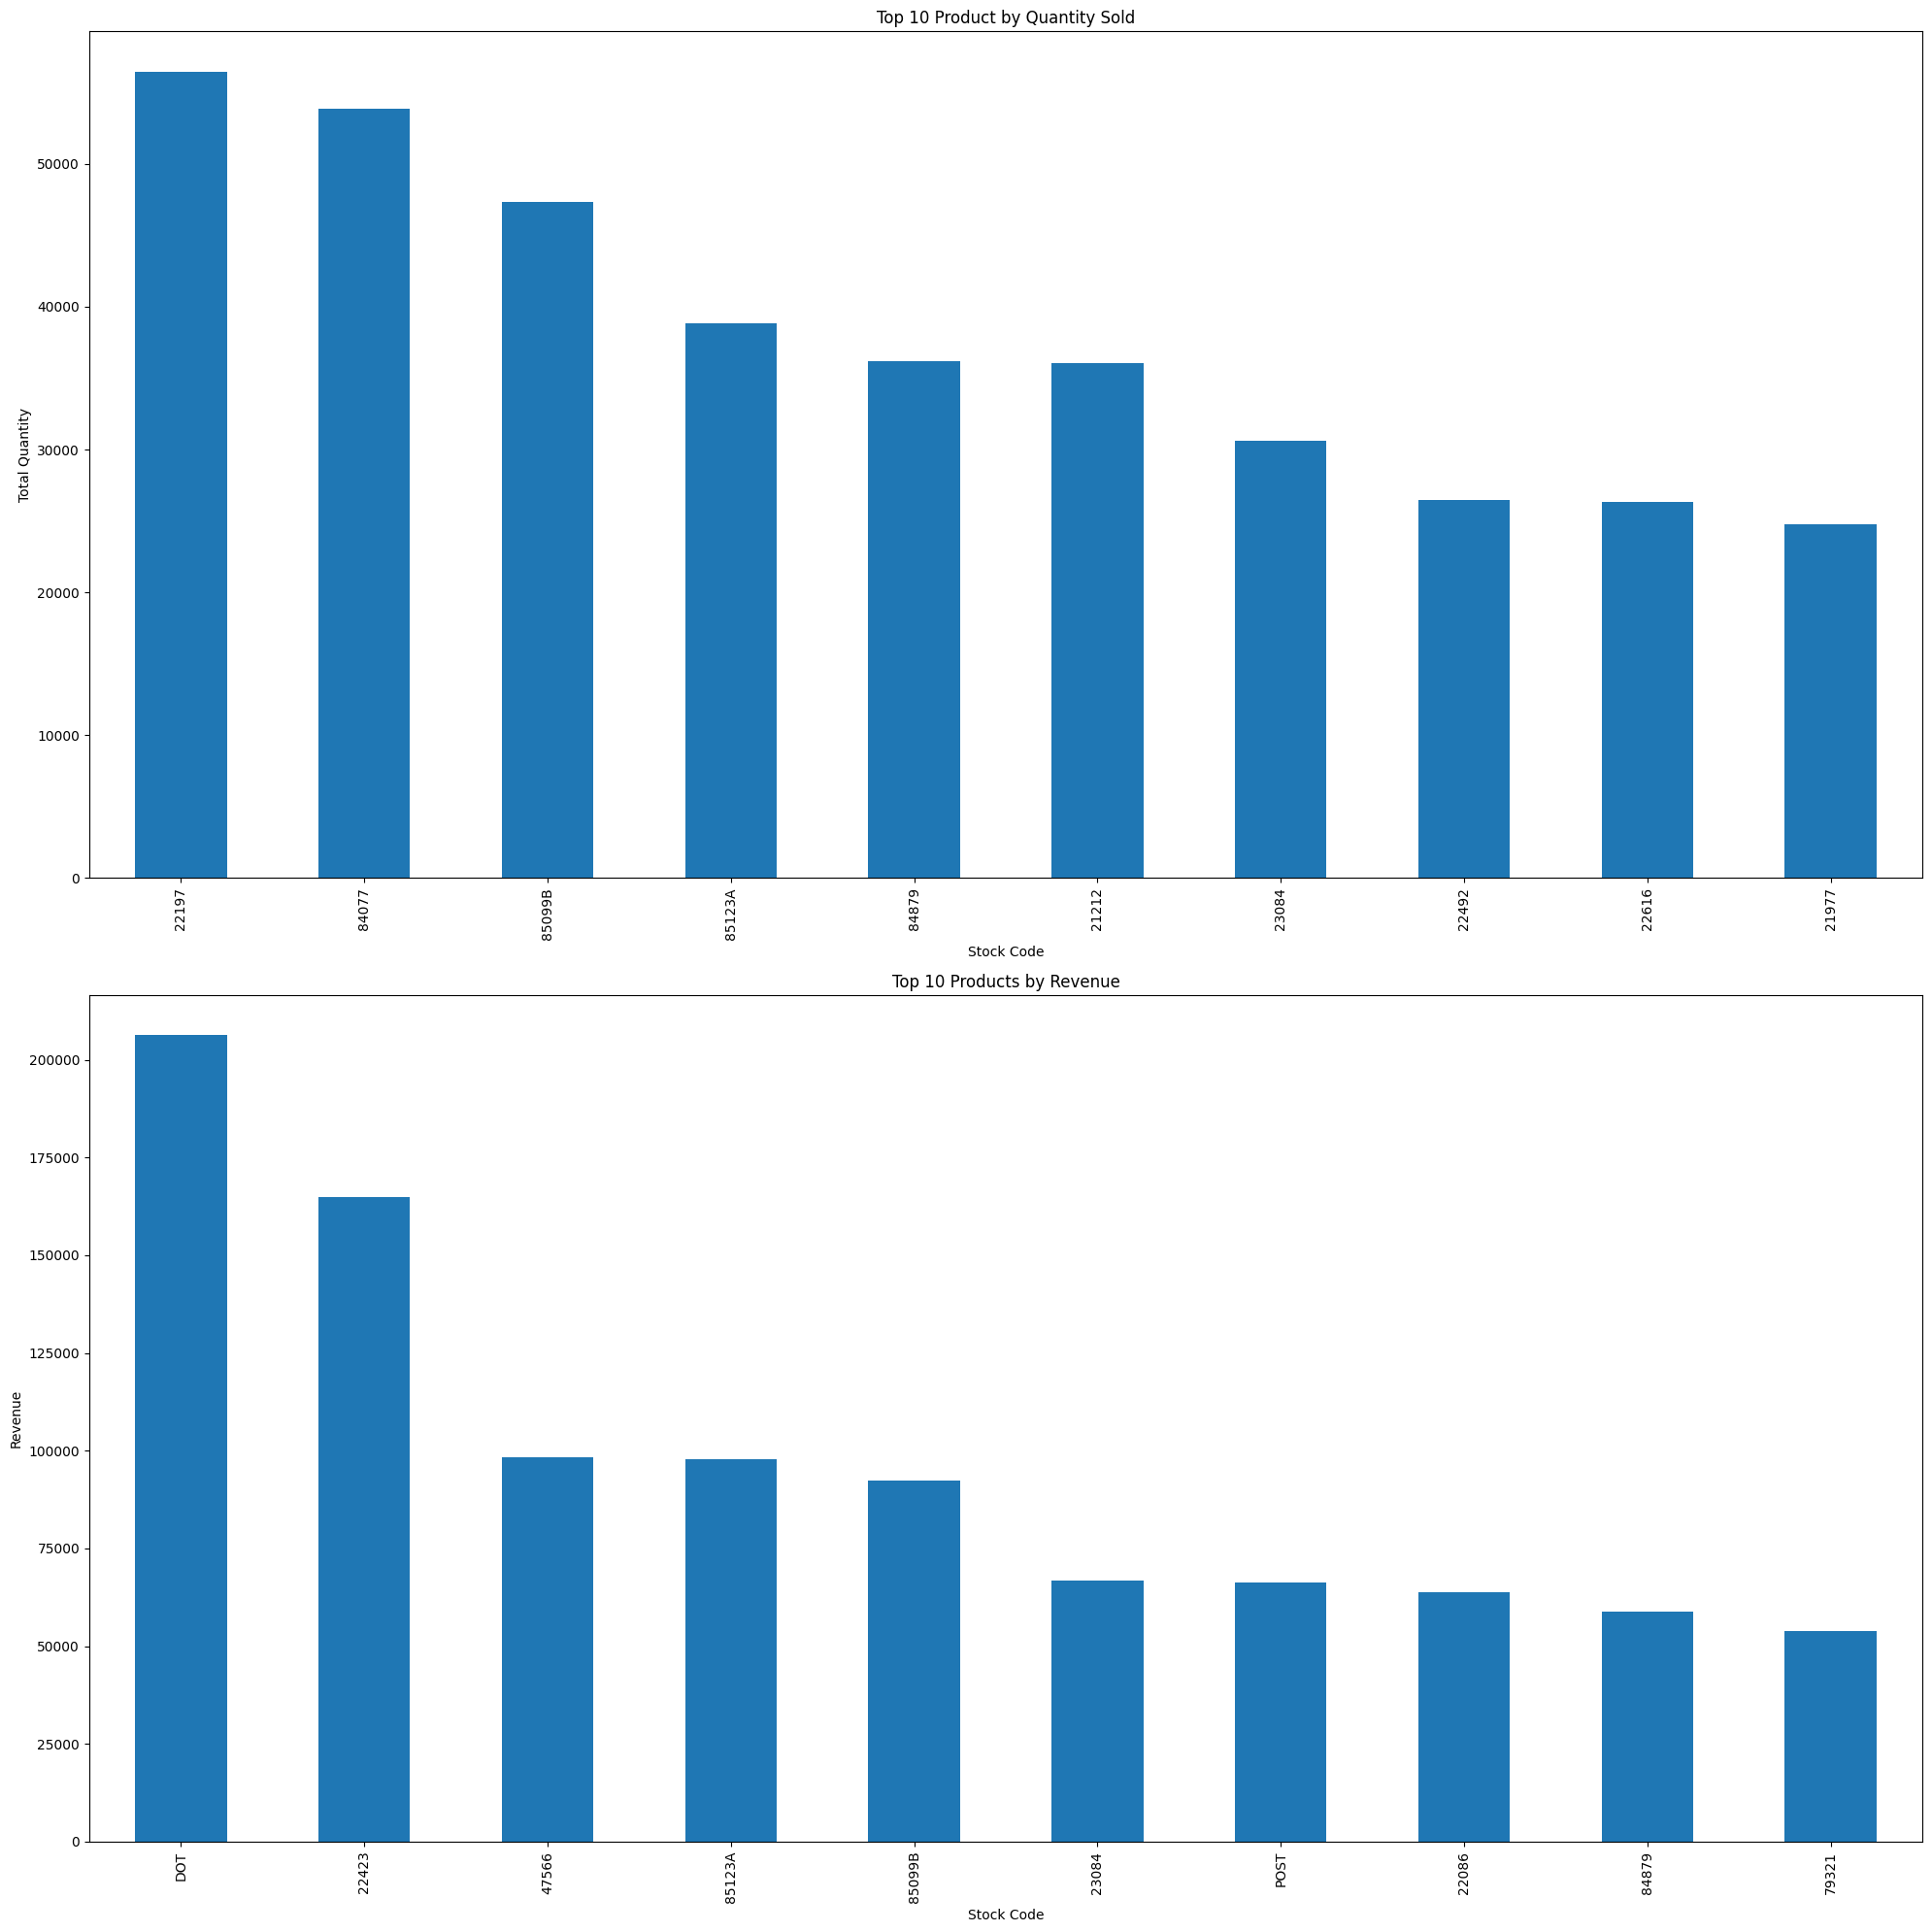 Top 10 Product by Quantity Sold
Total Quantity
50000
40000
30000
20000
10000
0
22197 84077 85099B 85123A 84879 21212 23084 22492 22616 21977
Stock Code
Top 10 Products by Revenue
Revenue
200000
175000
150000
125000
100000
75000
50000
25000
0
DOT 22423 47566 85123A 85099B 23084 POST 22086 84879 79321
Stock Code